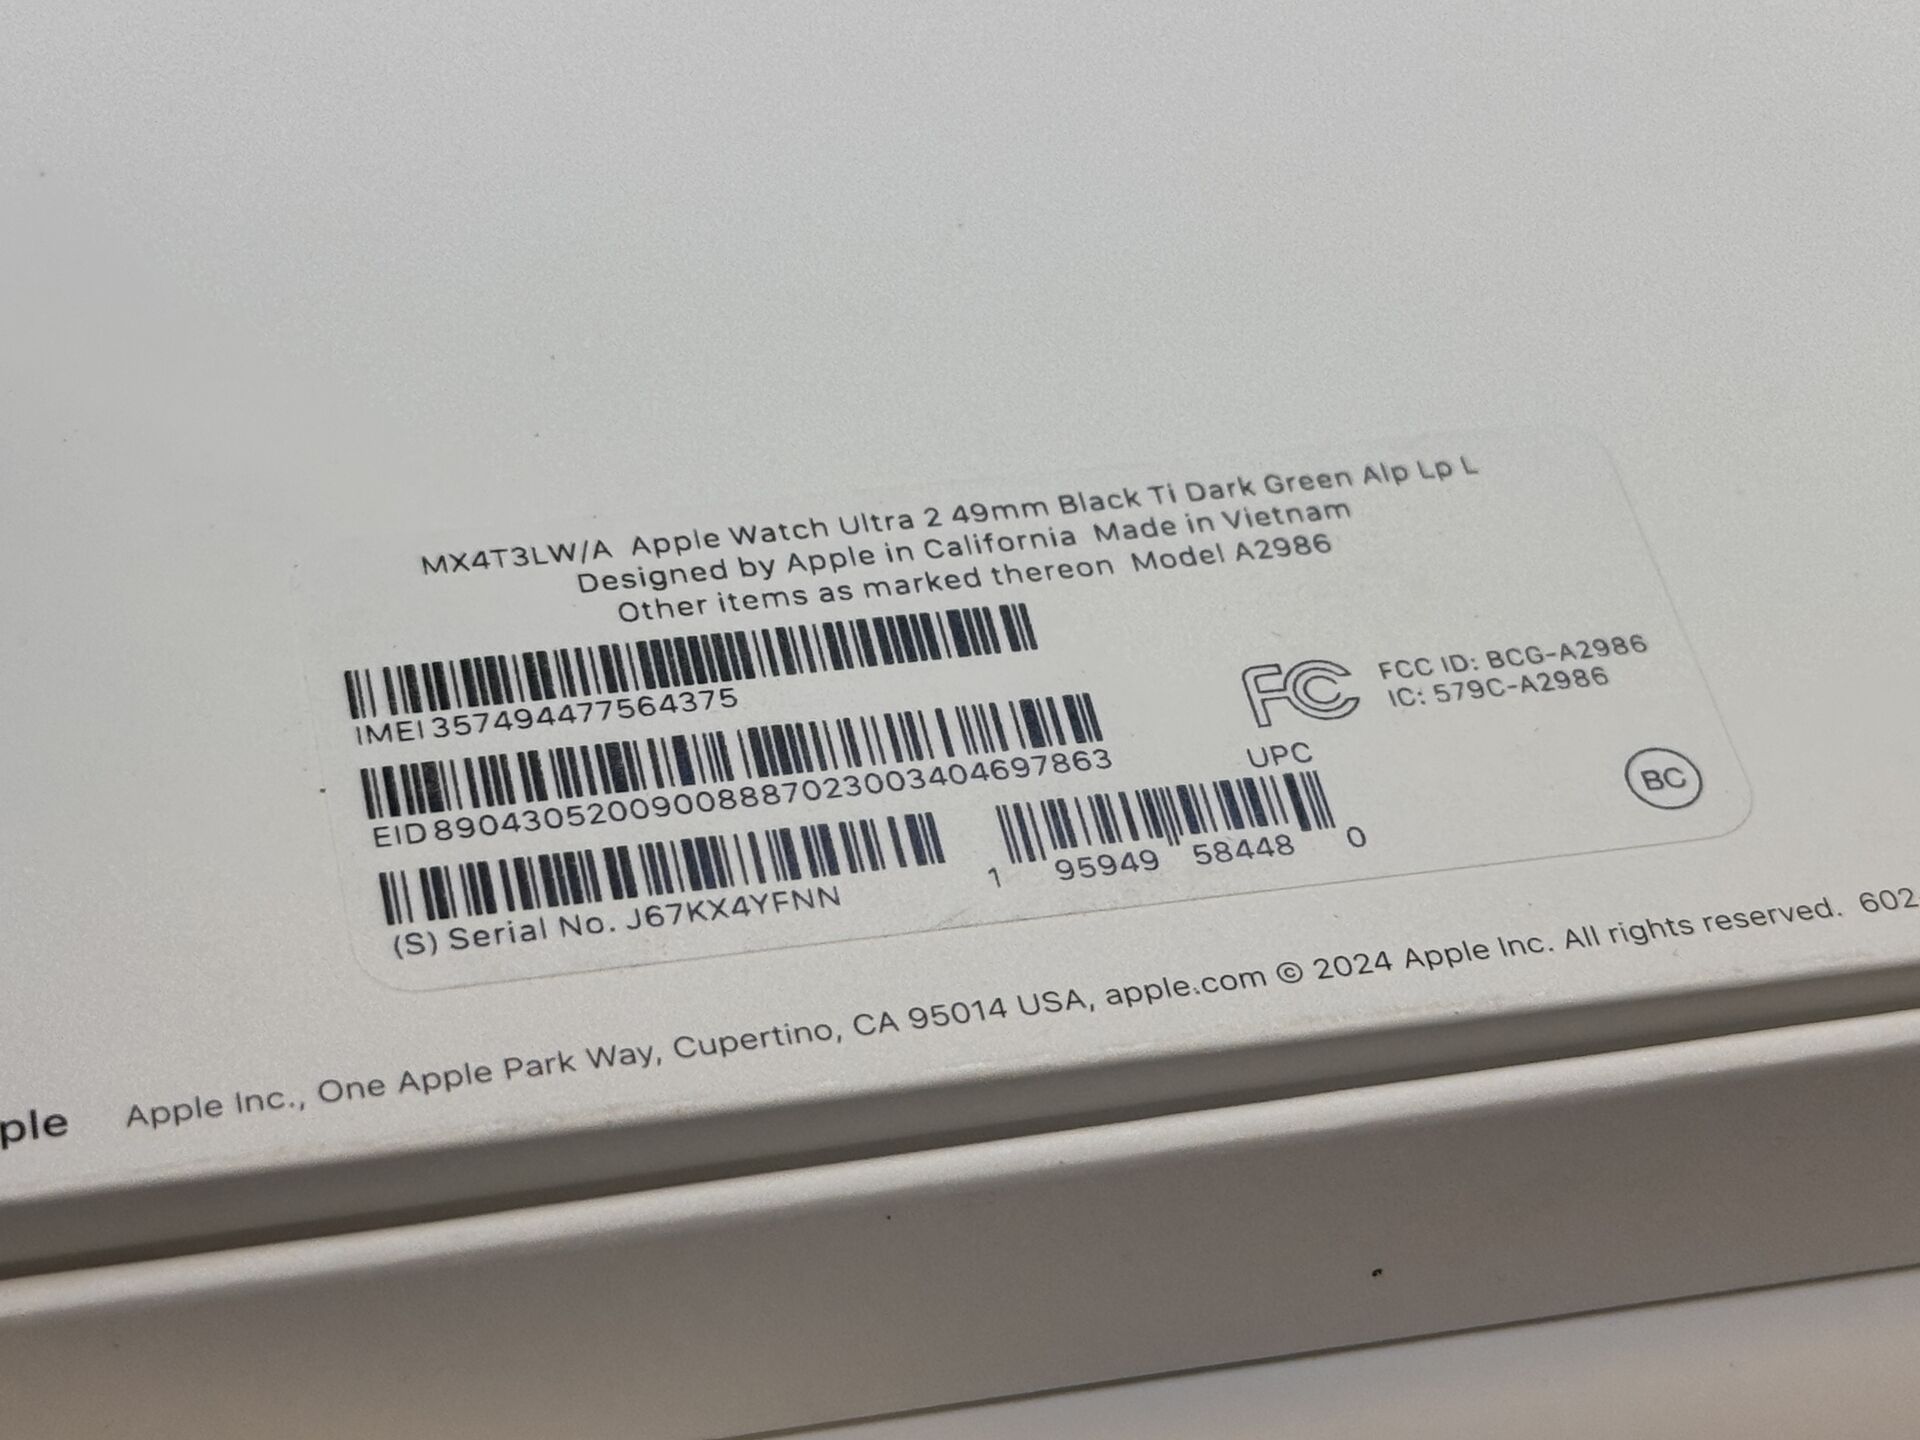 MX4T3LW/A Apple Watch Ultra 2 49mm Black Ti Dark Green Alp Lp L
Designed by Apple in California Made in Vietnam
Other items as marked thereon Model A2986
IMEI 357494477564375
FCC ID: BCG-A2986
IC: 579C-A2986
EID 89043052009008887023003404697863
UPC
BC
1 95949 58448 0
(S) Serial No. J67KX4YFNN
ple Apple Inc., One Apple Park Way, Cupertino, CA 95014 USA, apple.com © 2024 Apple Inc. All rights reserved. 602